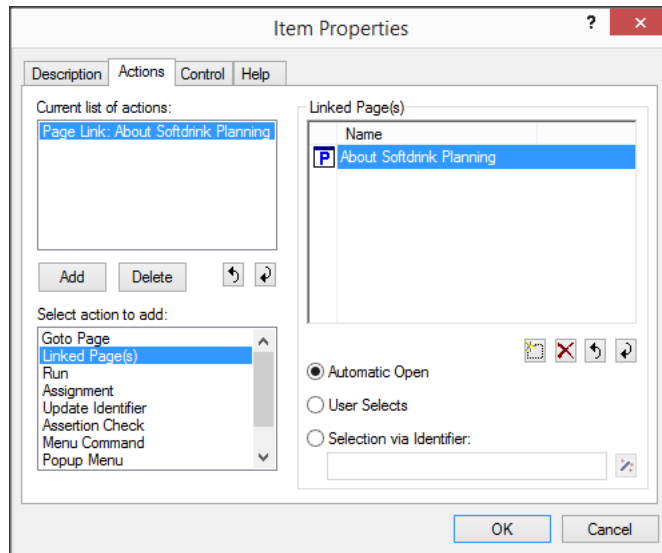 Item Properties
?
Description
Actions
Control
Help
Current list of actions:
Page Link: About Softdrink Planning
Add
Delete
Select action to add:
Goto Page
Linked Page(s)
Run
Assignment
Update Identifier
Assertion Check
Menu Command
Popup Menu
Linked Page(s)
Name
P
About Softdrink Planning
Automatic Open
User Selects
Selection via Identifier:
OK
Cancel